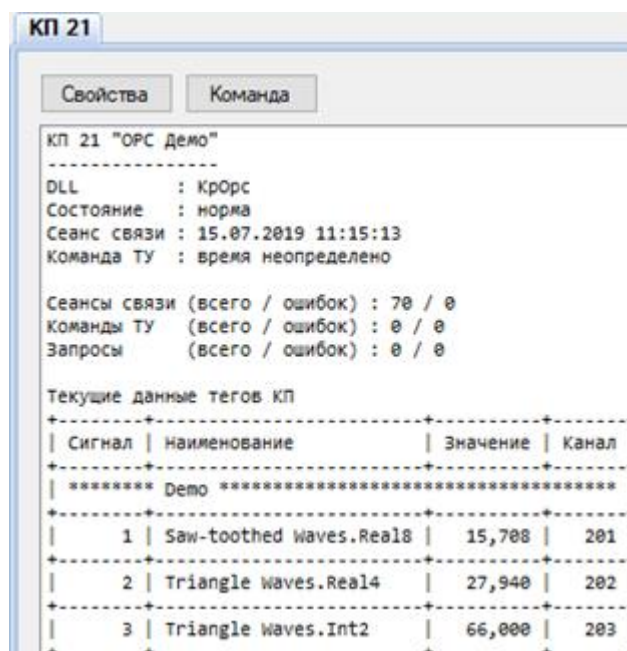 КП 21
Свойства Команда
КП 21 "OPC Демо"
-----------------
DLL : KpOpc
Состояние : норма
Сеанс связи : 15.07.2019 11:15:13
Команда ТУ : время неопределено
Сеансы связи (всего / ошибок) : 70 / 0
Команды ТУ (всего / ошибок) : 0 / 0
Запросы (всего / ошибок) : 0 / 0
Текущие данные тегов КП
| Сигнал | Наименование | Значение | Канал
| ******** Demo *************************************
| 1 | Saw-toothed Waves.Real8 | 15,708 | 201
| 2 | Triangle Waves.Real4 | 27,940 | 202
| 3 | Triangle Waves.Int2 | 66,000 | 203